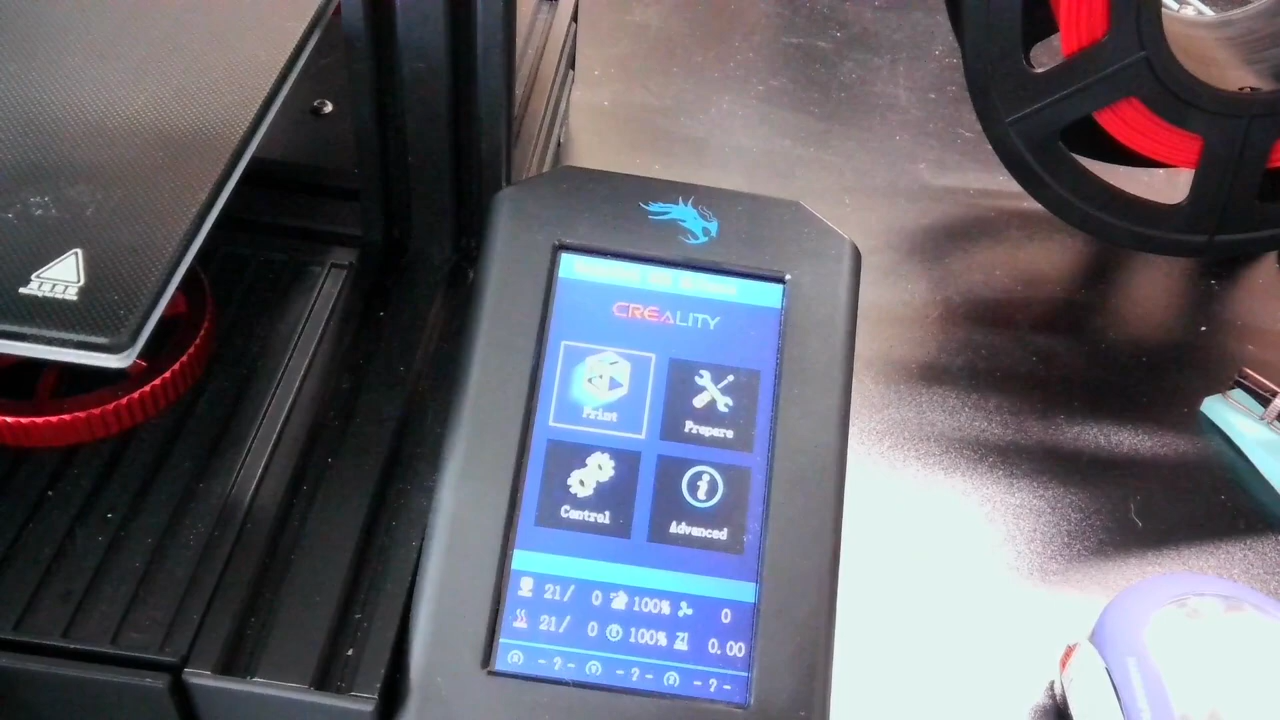 CREALITY
Print
Prepare
Control
Advanced
21/ 0 100% 0
21/ 0 100% 0.00
-?- -?- -?-